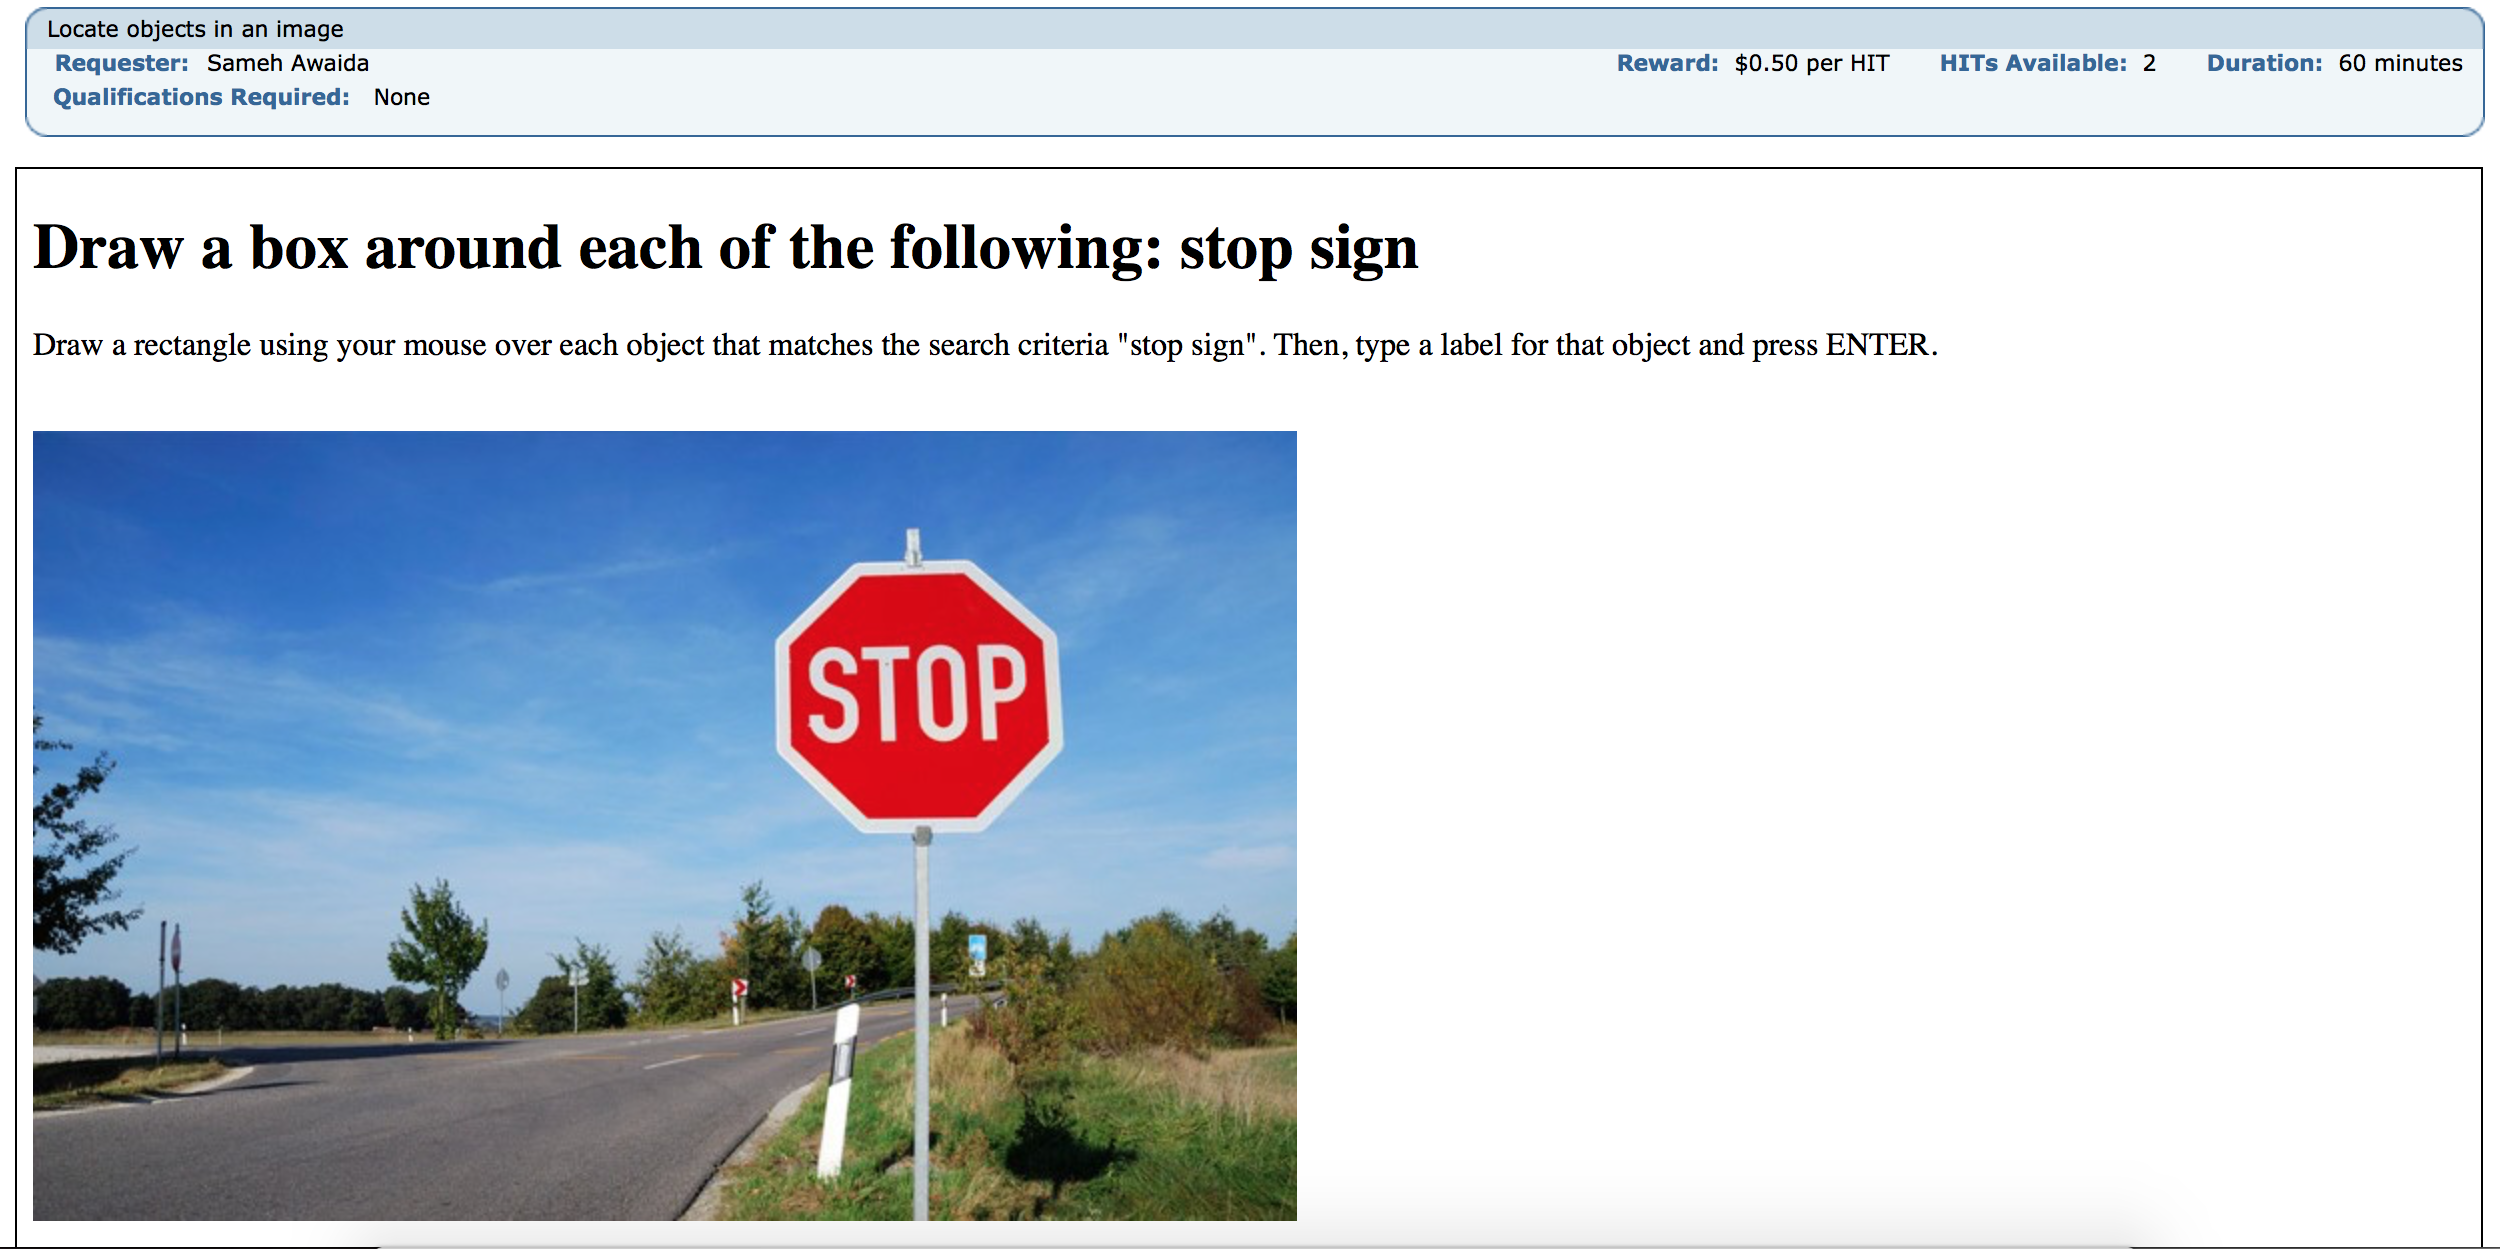 Locate objects in an image
Requester: Sameh Awaida
Reward: $0.50 per HIT HITs Available: 2 Duration: 60 minutes
Qualifications Required: None
Draw a box around each of the following: stop sign
Draw a rectangle using your mouse over each object that matches the search criteria "stop sign". Then, type a label for that object and press ENTER.
STOP